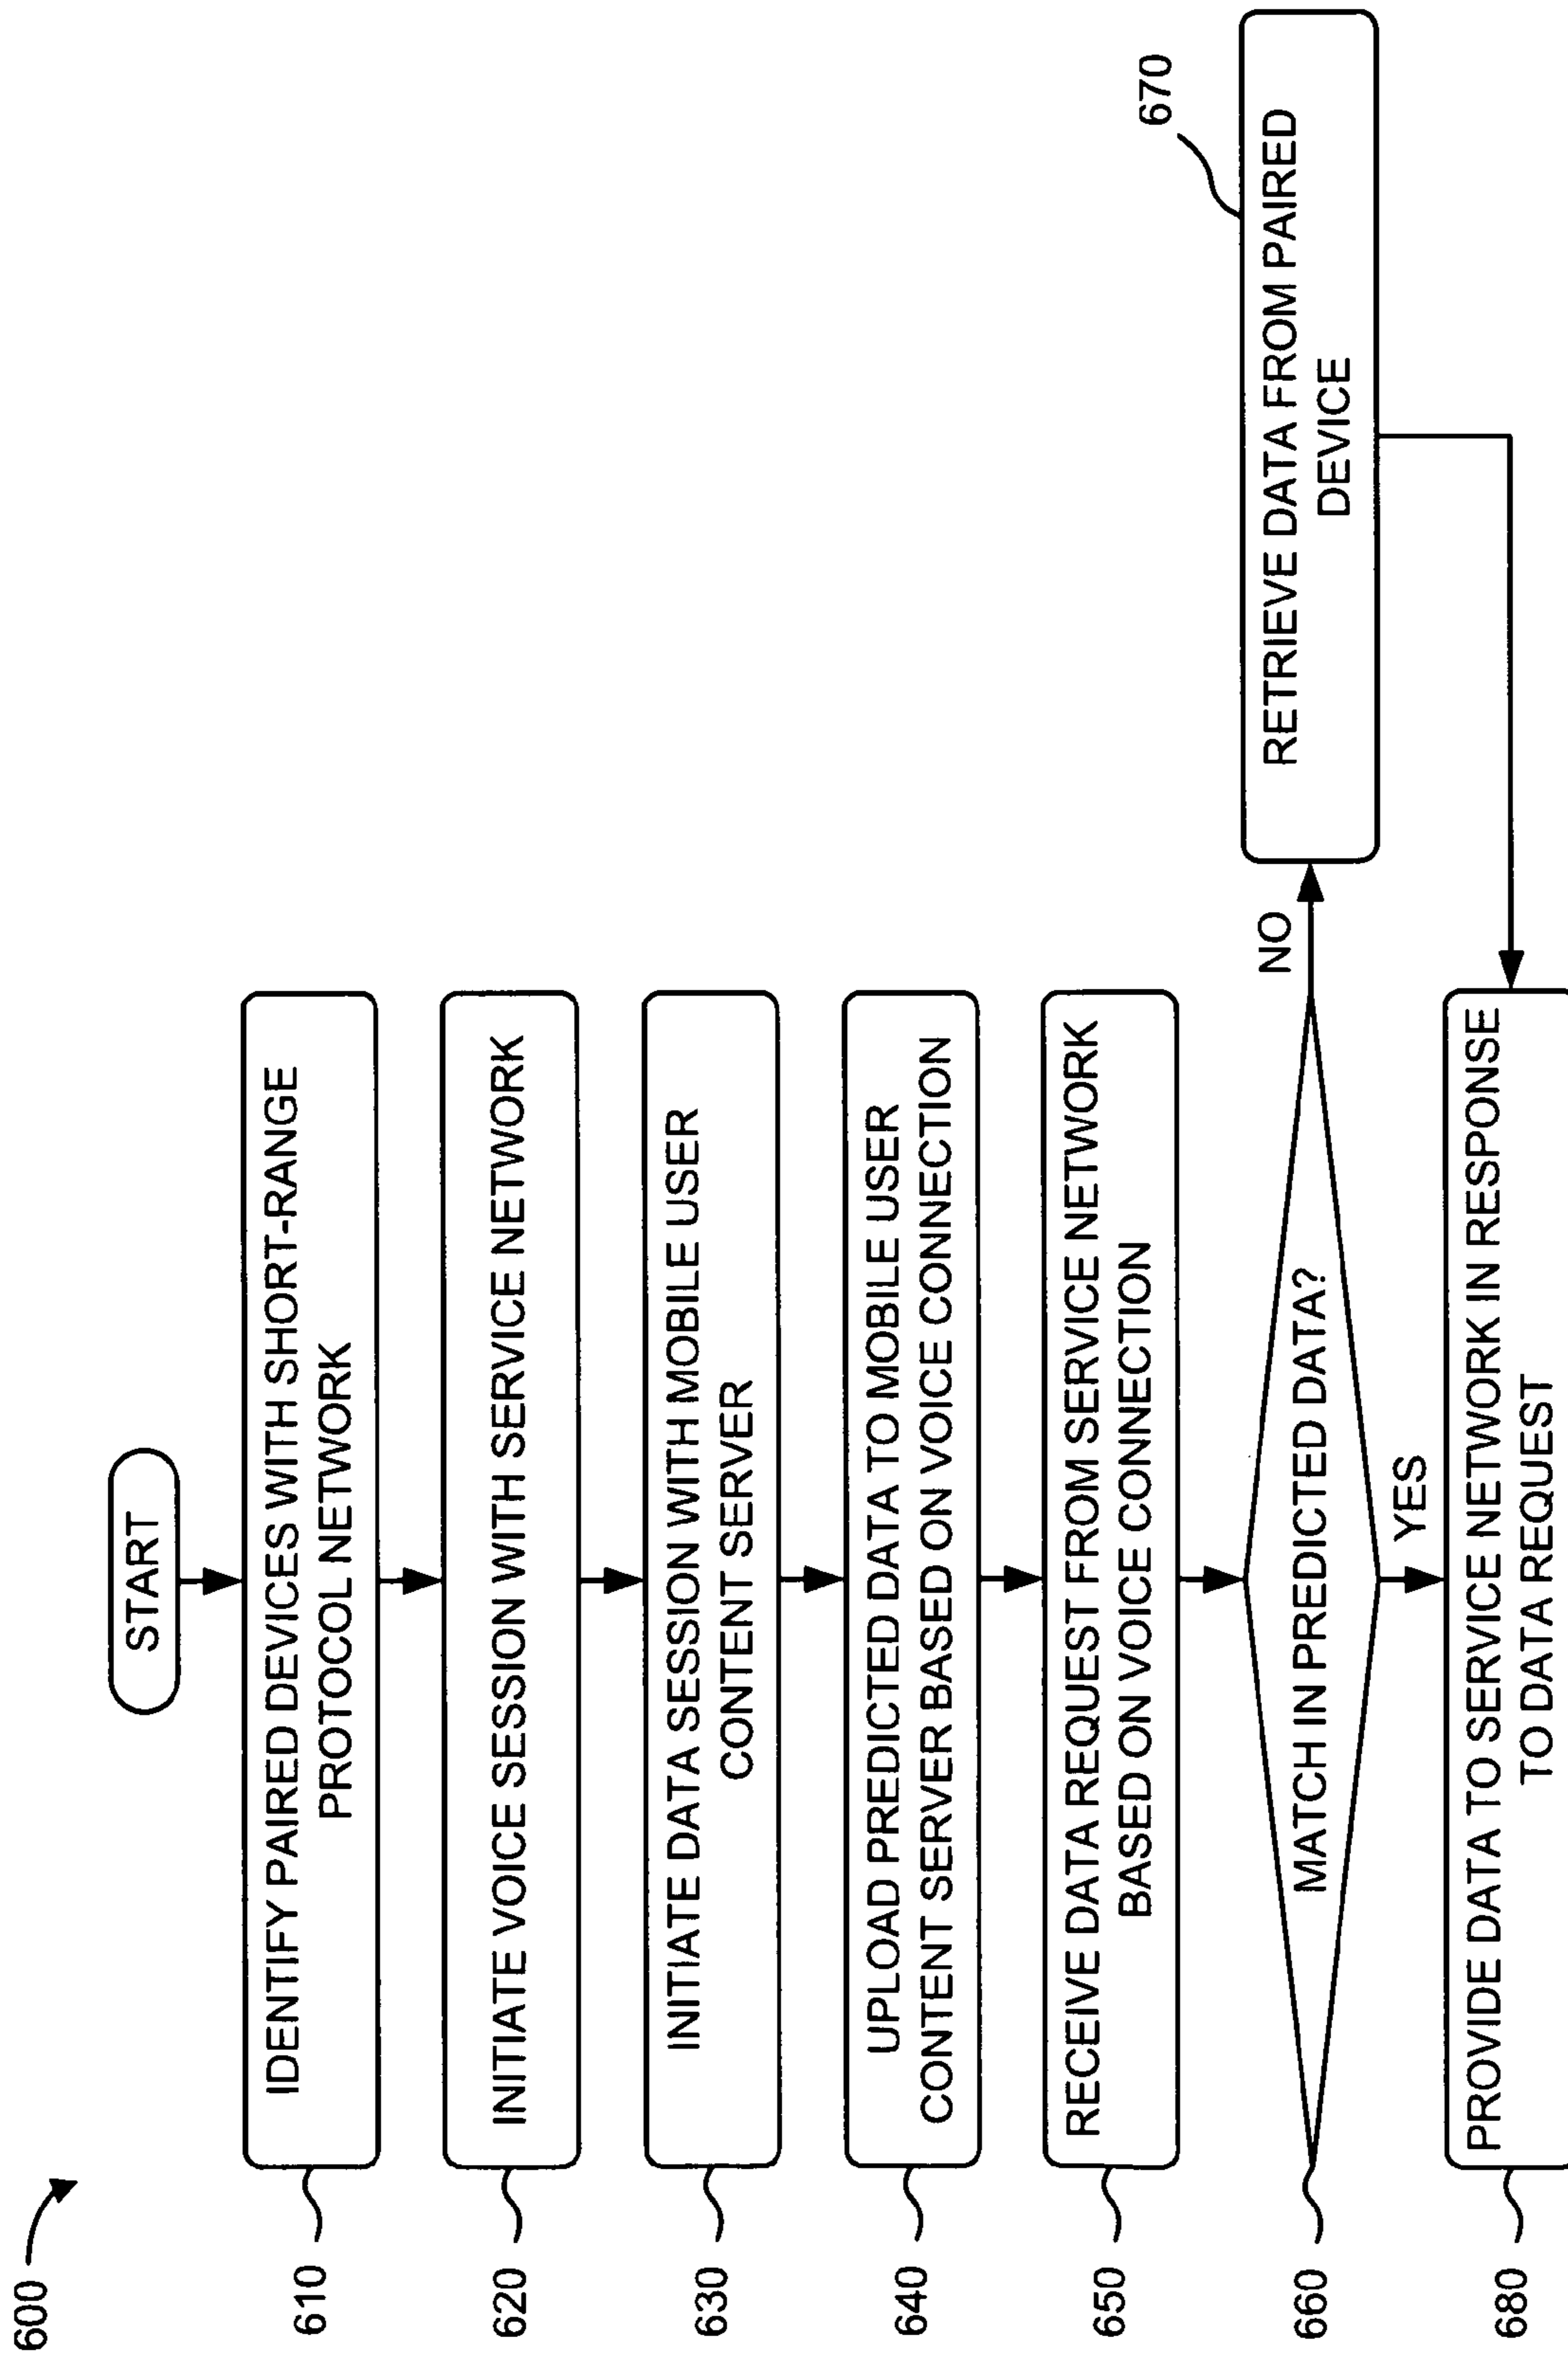 600
START
610
IDENTIFY PAIRED DEVICES WITH SHORT-RANGE
PROTOCOL NETWORK
620
INITIATE VOICE SESSION WITH SERVICE NETWORK
630
INITIATE DATA SESSION WITH MOBILE USER
CONTENT SERVER
640
UPLOAD PREDICTED DATA TO MOBILE USER
CONTENT SERVER BASED ON VOICE CONNECTION
650
RECEIVE DATA REQUEST FROM SERVICE NETWORK
BASED ON VOICE CONNECTION
660
MATCH IN PREDICTED DATA?
NO
670
RETRIEVE DATA FROM PAIRED
DEVICE
YES
680
PROVIDE DATA TO SERVICE NETWORK IN RESPONSE
TO DATA REQUEST